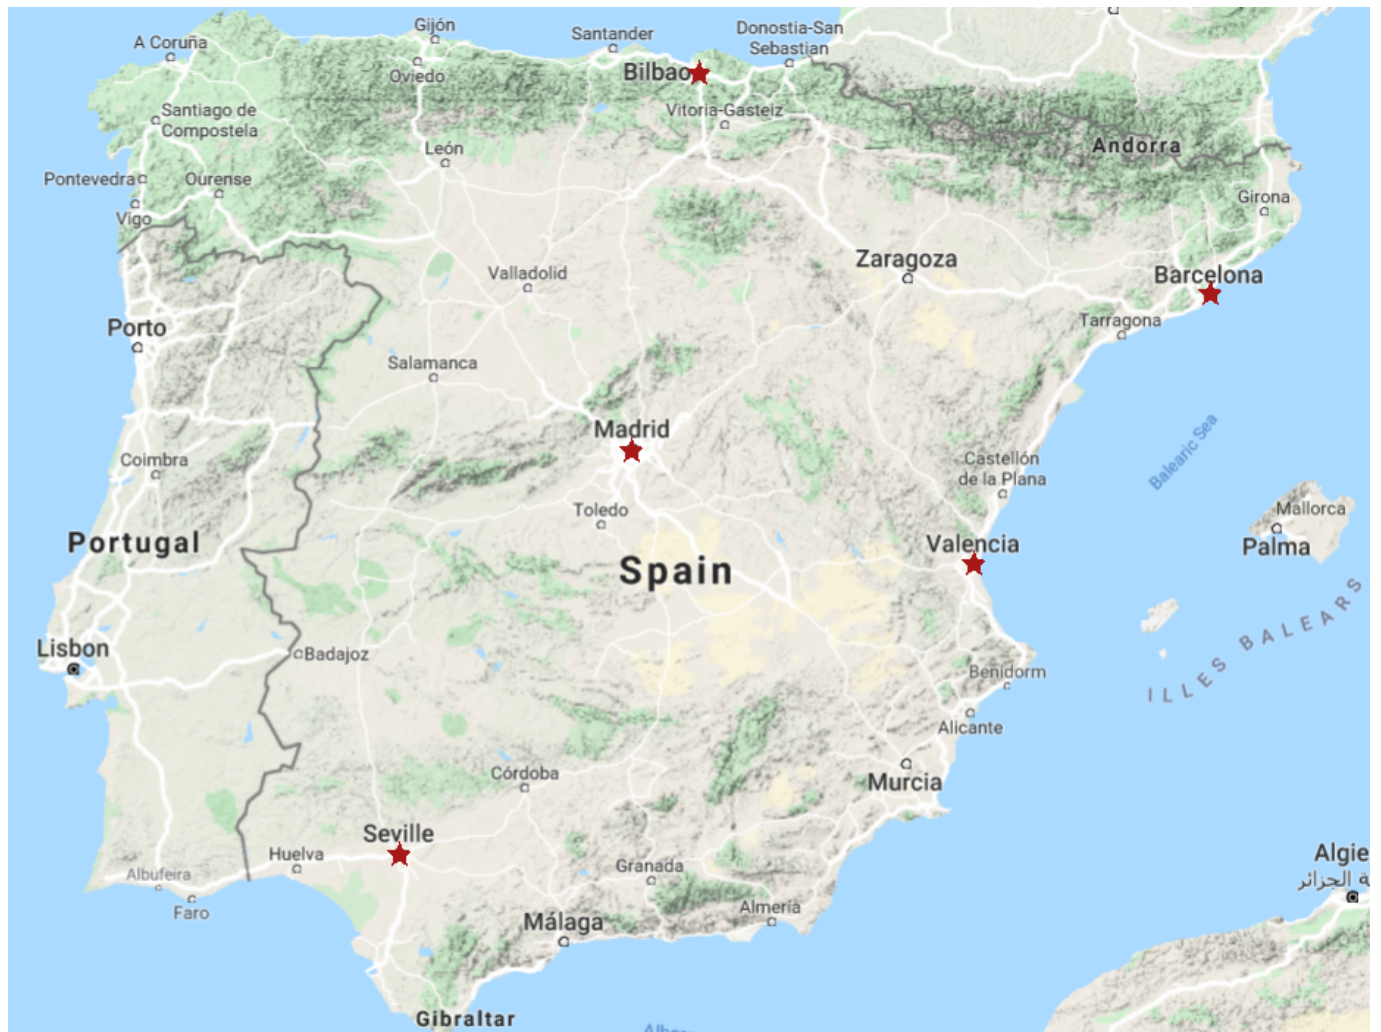 A Coruña
Gijón
Oviedo
Santander
Bilbao
Donostia-San
Sebastian
Vitoria-Gasteiz
Santiago de
Compostela
León
Andorra
Pontevedra
Ourense
Vigo
Girona
Valladolid
Zaragoza
Barcelona
Porto
Tarragona
Salamanca
Madrid
Balearic Sea
Coimbra
Castellón
de la Plana
Toledo
Mallorca
Palma
Portugal
Valencia
Spain
ILLES BALEARS
Lisbon
Badajoz
Benidorm
Alicante
Córdoba
Murcia
Seville
Huelva
Granada
Algie
ة الجزائر
Albufeira
Faro
Málaga
Almería
Gibraltar